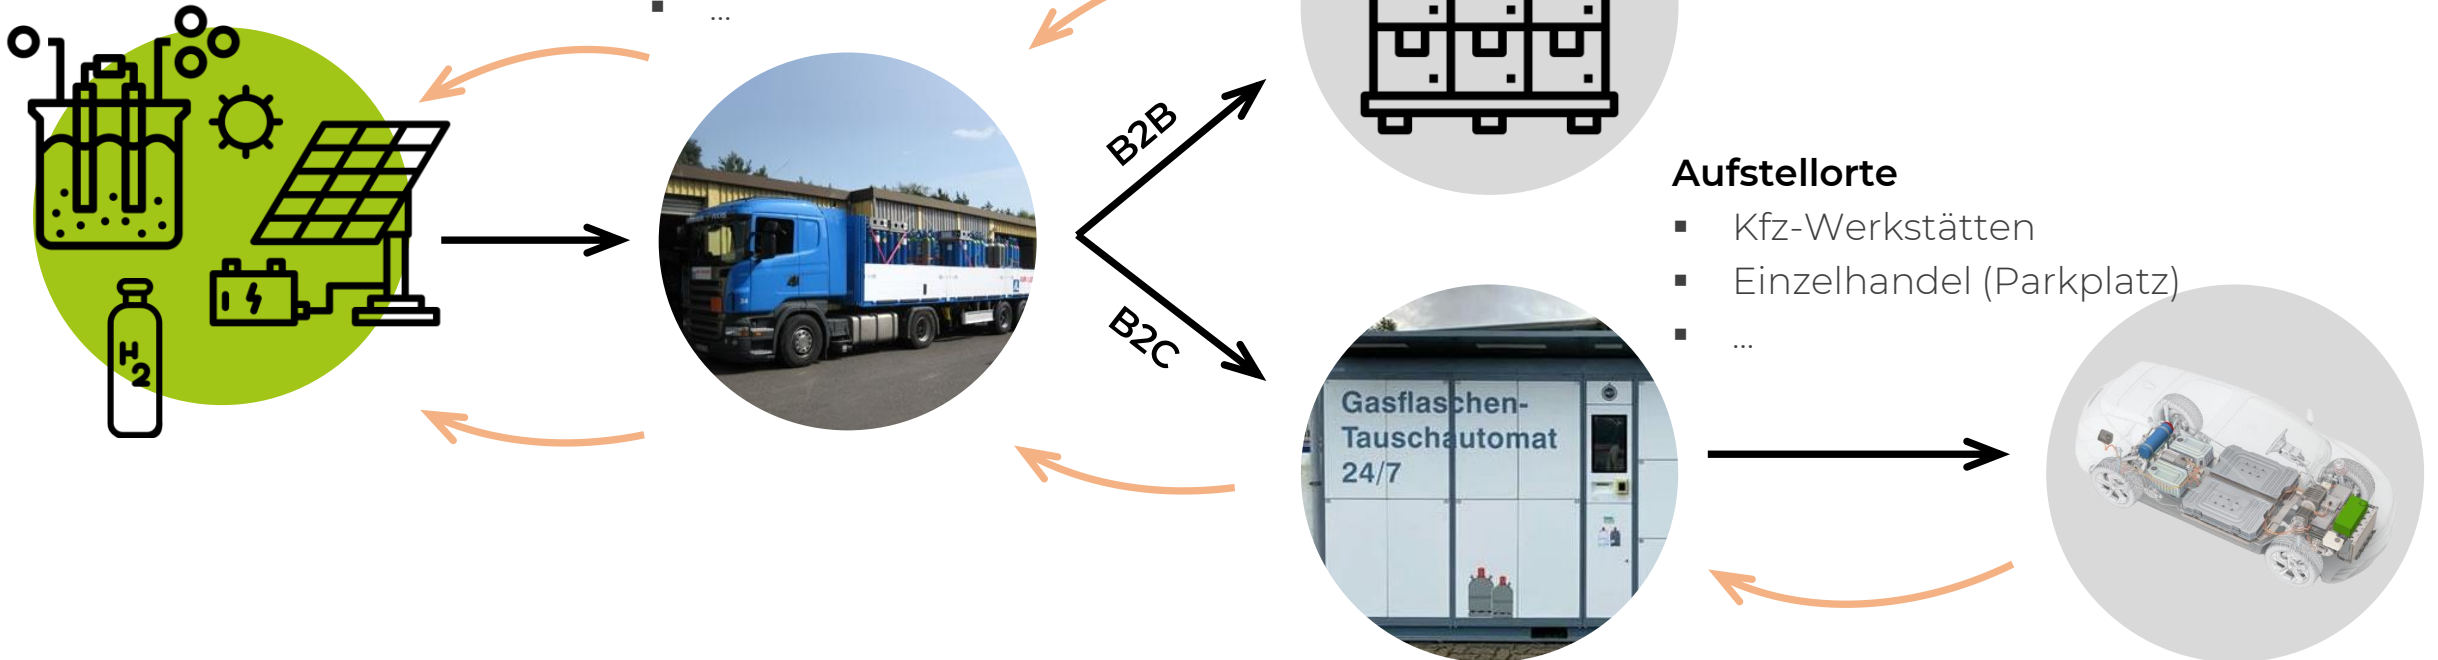 ...
B2B
Aufstellorte
Kfz-Werkstätten
Einzelhandel (Parkplatz)
...
B2C
H2
Gasflaschen-
Tauschautomat
24/7